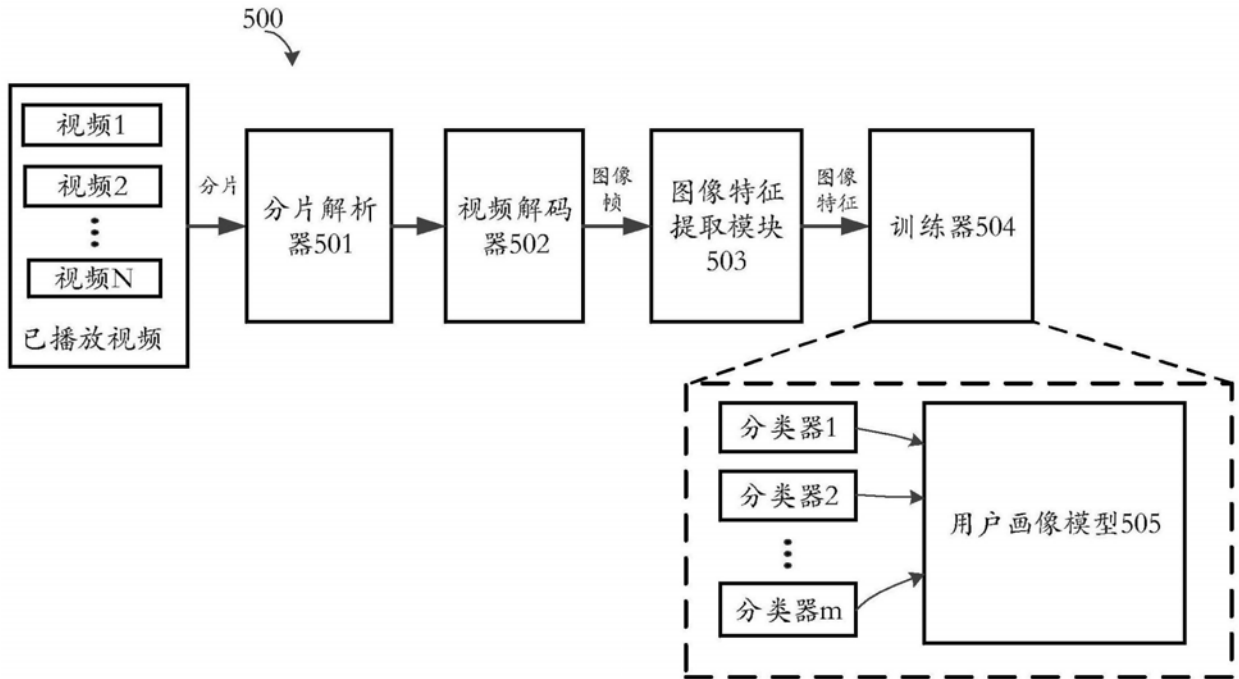 500
视频1
视频2
视频N
已播放视频
分片
分片解析
器501
视频解码
器502
图像
帧
图像特征
提取模块
503
图像
特征
训练器504
分类器1
分类器2
分类器m
用户画像模型505